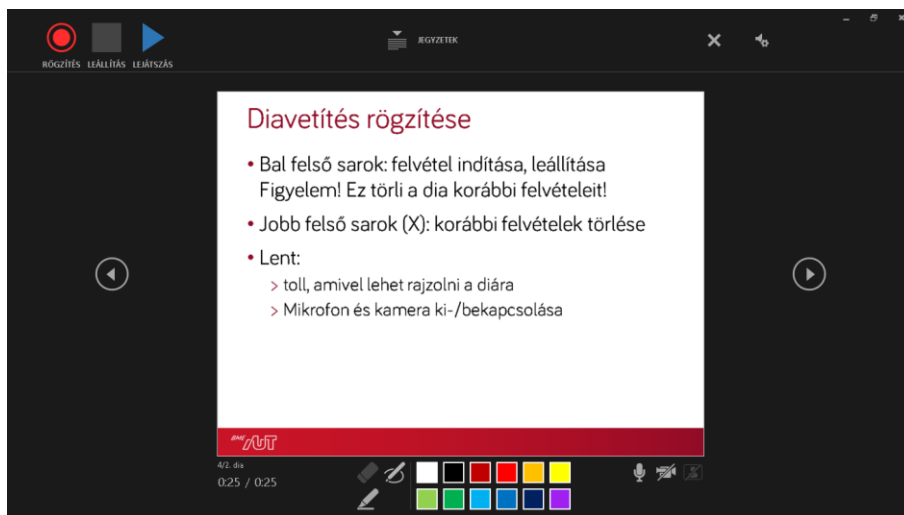 RÖGZÍTÉS LEÁLLÍTÁS LEJÁTSZÁS
JEGYZETEK
Diavetítés rögzítése
• Bal felső sarok: felvétel indítása, leállítása
Figyelem! Ez törli a dia korábbi felvételeit!
• Jobb felső sarok (X): korábbi felvételek törlése
• Lent:
> toll, amivel lehet rajzolni a diára
> Mikrofon és kamera ki-/bekapcsolása
BME AUT
4/2. dia
0:25 / 0:25